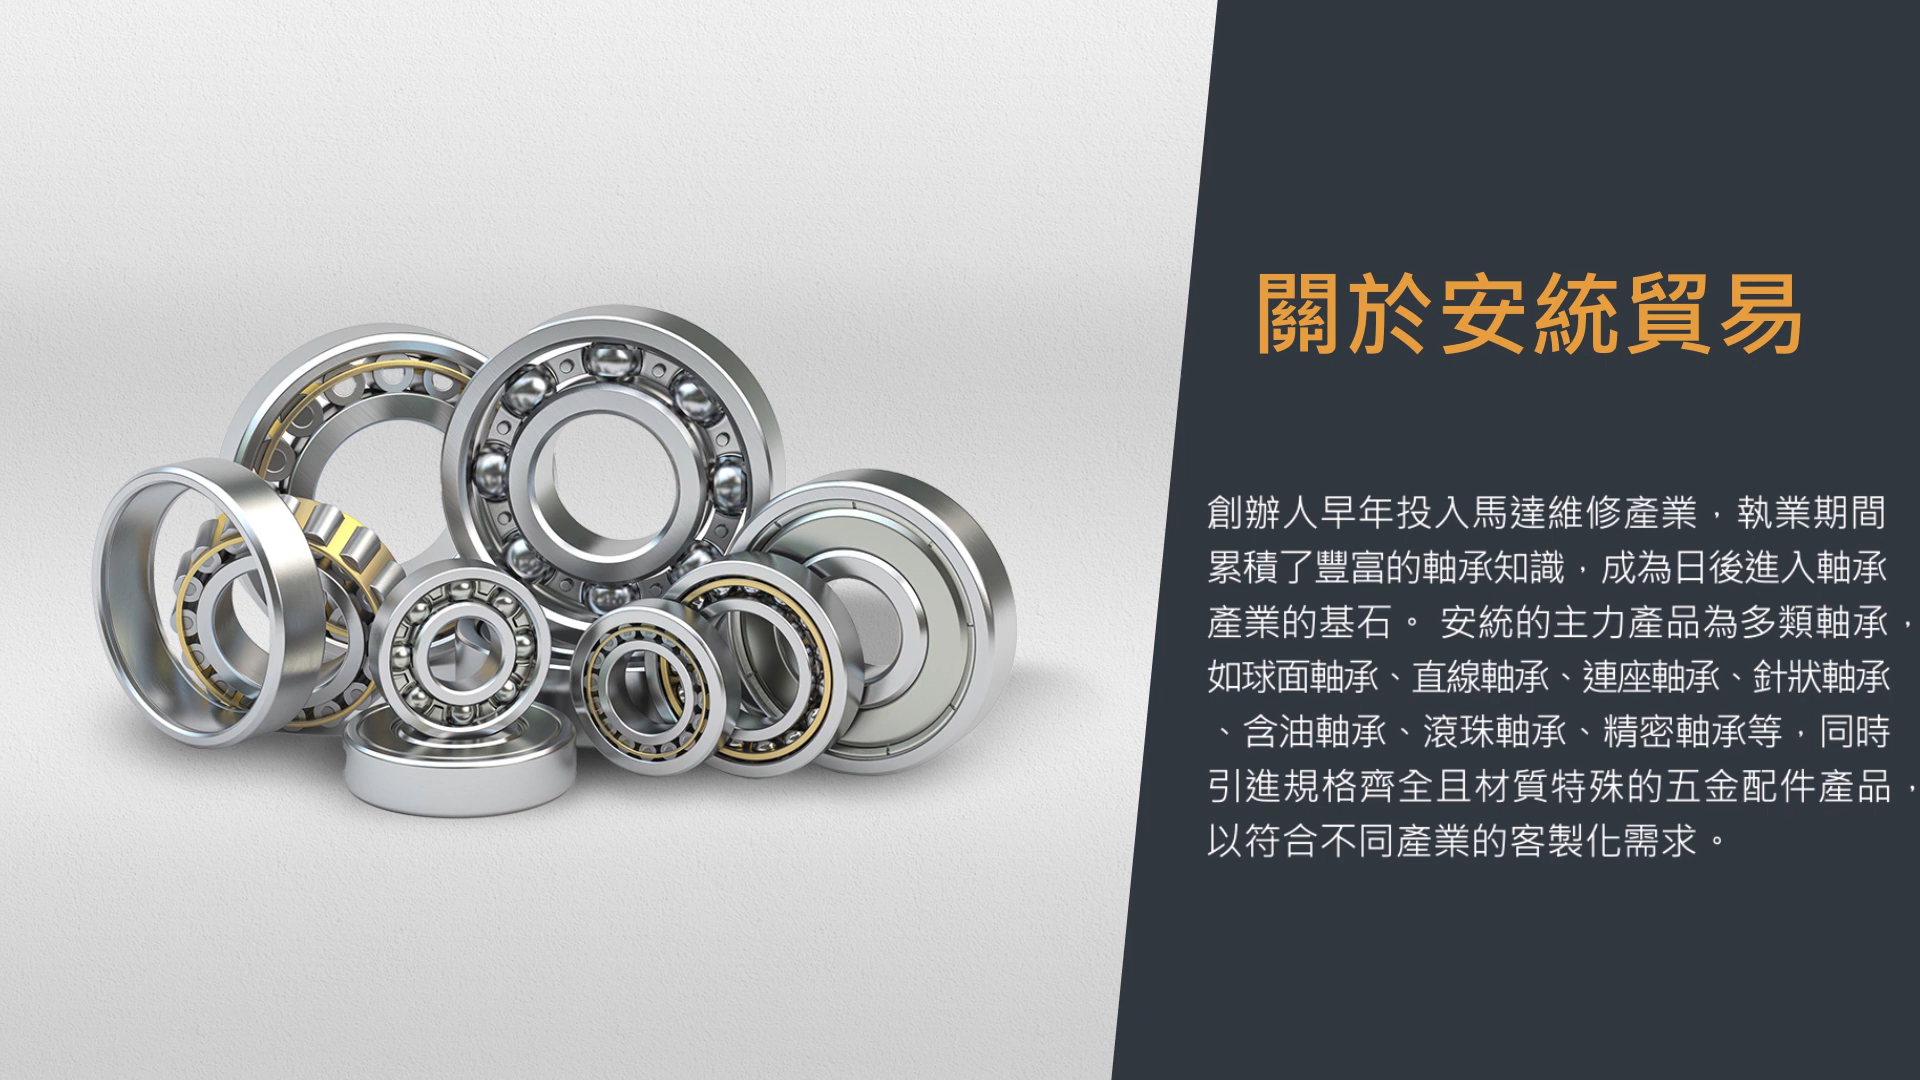 關於安統貿易
創辦人早年投入馬達維修產業，執業期間
累積了豐富的軸承知識，成為日後進入軸承
產業的基石。 安統的主力產品為多類軸承，
如球面軸承、直線軸承、連座軸承、針狀軸承
、含油軸承、滾珠軸承、精密軸承等，同時
引進規格齊全且材質特殊的五金配件產品，
以符合不同產業的客製化需求。